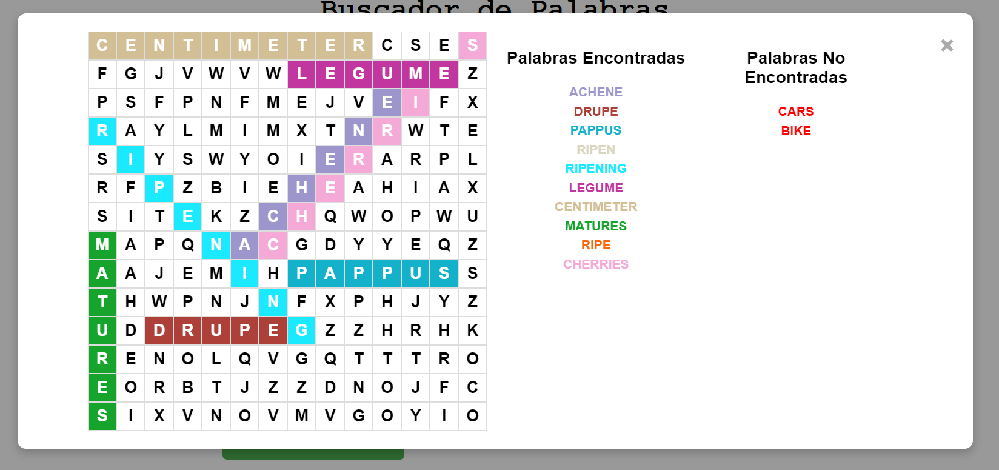 Buscador de Palabras
C E N T I M E T E R C S E S
F G J V W V W L E G U M E Z
P S F P N F M E J V E I F X
R A Y L M I M X T N R W T E
S I Y S W Y O I E R A R P L
R F P Z B I E H E A H I A X
S I T E K Z C H Q W O P W U
M A P Q N A C G D Y Y E Q Z
A A J E M I H P A P P U S S
T H W P N J N F X P H J Y Z
U D D R U P E G Z Z H R H K
R E N O L Q V G Q T T T R O
E O R B T J Z Z D N O J F C
S I X V N O V M V G O Y I O
Palabras Encontradas
ACHENE
DRUPE
PAPPUS
RIPEN
RIPENING
LEGUME
CENTIMETER
MATURES
RIPE
CHERRIES
Palabras No
Encontradas
CARS
BIKE
×